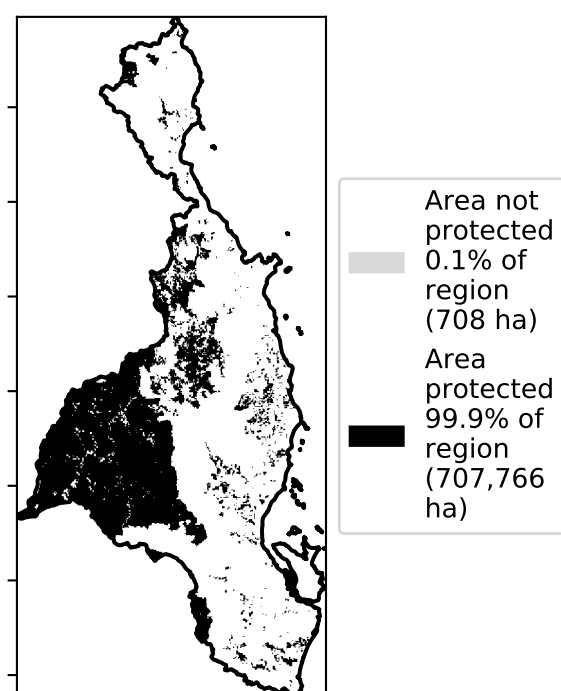 Area not
protected
0.1% of
region
(708 ha)
Area
protected
99.9% of
region
(707,766
ha)